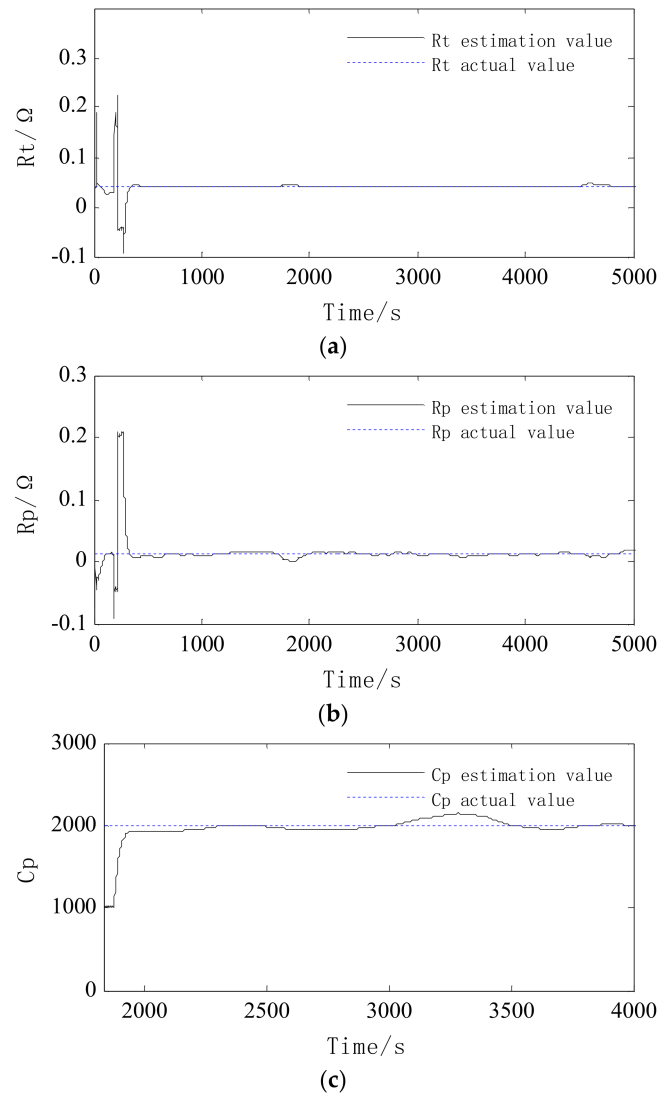 Rt estimation value
Rt actual value
0.3
0.2
0.1
0
-0.1
Rt/Ω
0 1000 2000 3000 4000 5000
Time/s
(a)
Rp estimation value
Rp actual value
0.3
0.2
0.1
0
-0.1
Rp/Ω
0 1000 2000 3000 4000 5000
Time/s
(b)
Cp estimation value
Cp actual value
3000
2000
1000
0
Cp
2000 2500 3000 3500 4000
Time/s
(c)